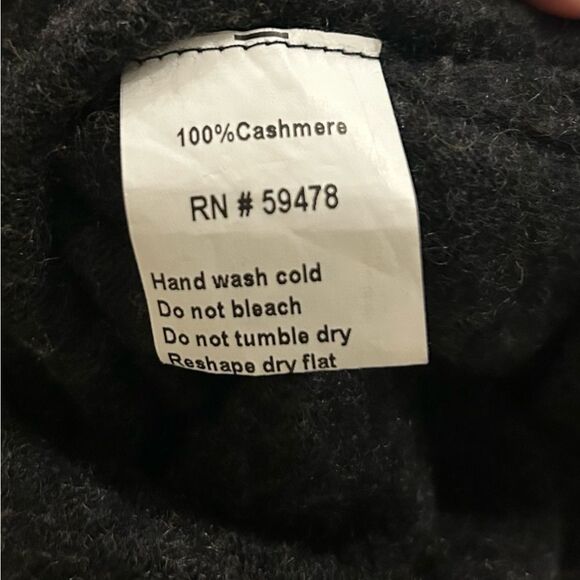 100%Cashmere
RN # 59478
Hand wash cold
Do not bleach
Do not tumble dry
Reshape dry flat